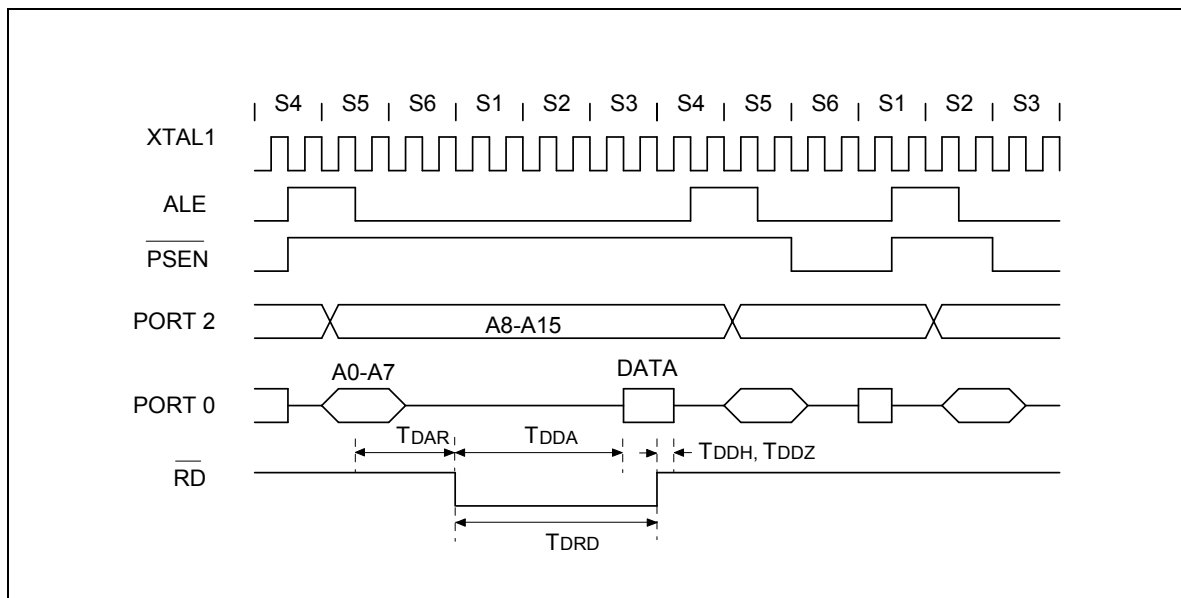 S4 S5 S6 S1 S2 S3 S4 S5 S6 S1 S2 S3
XTAL1
ALE
PSEN
PORT 2
A8-A15
A0-A7
DATA
PORT 0
TDAR
TDDA
TDDH, TDDZ
RD
TDRD